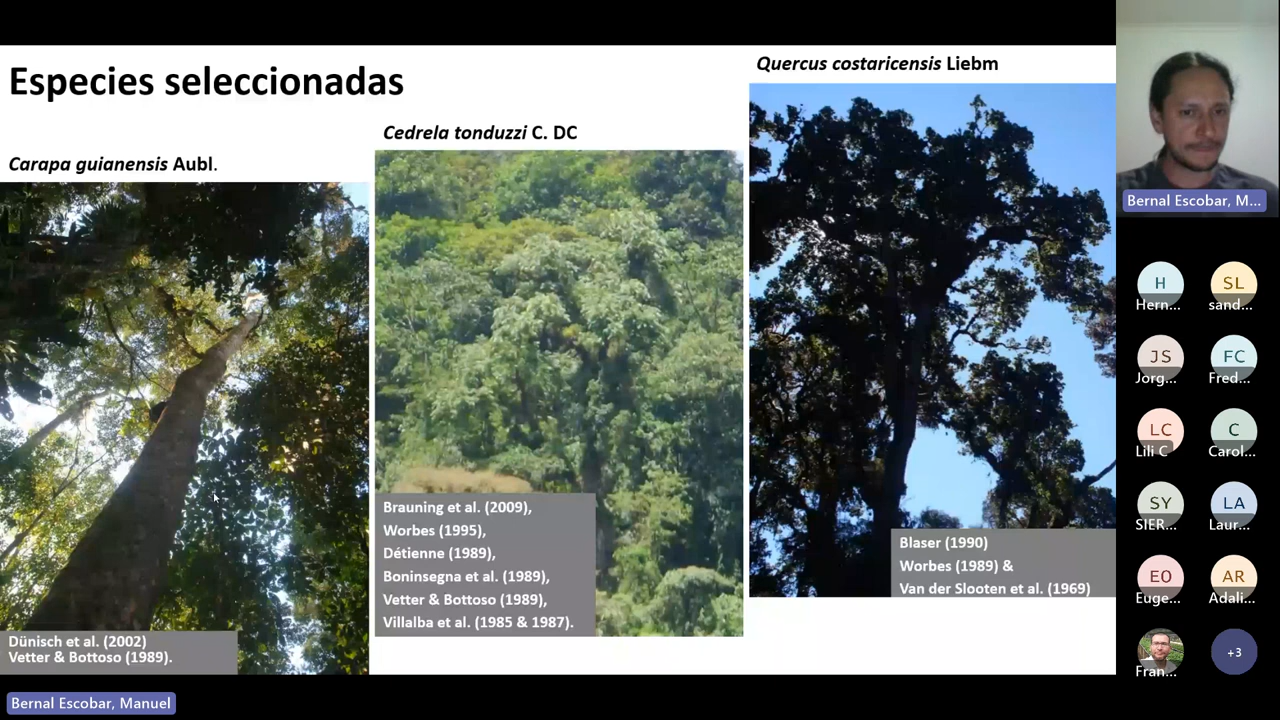 Especies seleccionadas
Carapa guianensis Aubl.
Dünisch et al. (2002)
Vetter & Bottoso (1989).
Cedrela tonduzzi C. DC
Brauning et al. (2009),
Worbes (1995),
Détienne (1989),
Boninsegna et al. (1989),
Vetter & Bottoso (1989),
Villalba et al. (1985 & 1987).
Quercus costaricensis Liebm
Blaser (1990)
Worbes (1989) &
Van der Slooten et al. (1969)
Bernal Escobar, M...
H
Hern...
SL
sand...
JS
Jorg...
FC
Fred...
LC
Lili C
C
Carol...
SY
SIER...
LA
Laur...
EO
Euge...
AR
Adali...
Fran...
+3
Bernal Escobar, Manuel